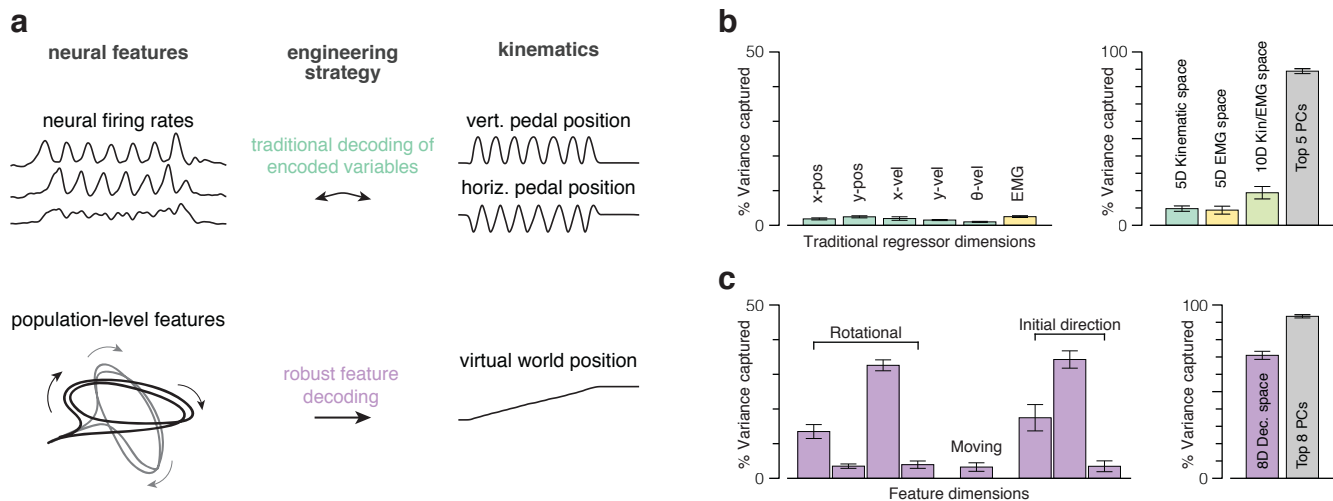 a
neural features
engineering
strategy
kinematics
neural firing rates
traditional decoding of
encoded variables
vert. pedal position
horiz. pedal position
population-level features
robust feature
decoding
virtual world position
b
50
0
% Variance captured
x-pos
y-pos
x-vel
y-vel
θ-vel
EMG
Traditional regressor dimensions
100
0
% Variance captured
5D Kinematic space
5D EMG space
10D Kin/EMG space
Top 5 PCs
c
50
0
% Variance captured
Rotational
Moving
Initial direction
Feature dimensions
100
0
% Variance captured
8D Dec. space
Top 8 PCs